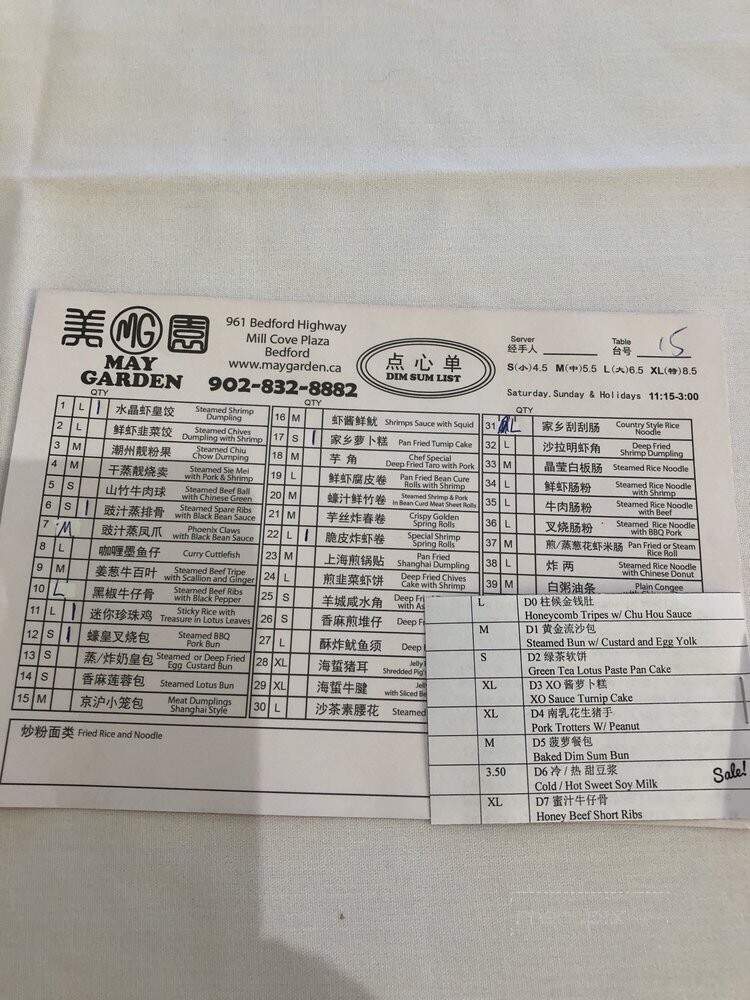 美 MG 園
MAY
GARDEN
961 Bedford Highway
Mill Cove Plaza
Bedford
www.maygarden.ca
902-832-8882
点心单
DIM SUM LIST
Server
经手人
Table
台号 15
S(小)4.5 M(中)5.5 L(大)6.5 XL(特)8.5
Saturday, Sunday & Holidays 11:15-3:00
QTY
1 L 水晶虾皇饺 Steamed Shrimp Dumpling
2 L 鲜虾韭菜饺 Steamed Chives Dumpling with Shrimp
3 M 潮州靓粉果 Steamed Chiu Chow Dumping
4 M 干蒸靓烧卖 Steamed Sie Mei with Pork & Shrimp
5 S 山竹牛肉球 Steamed Beef Ball with Chinese Green
6 S 豉汁蒸排骨 Steamed Spare Ribs with Black Bean Sauce
7 M 豉汁蒸凤爪 Phoenix Claws with Black Bean Sauce
8 L 咖喱墨鱼仔 Curry Cuttlefish
9 M 姜葱牛百叶 Steamed Beef Tripe with Scallion and Ginger
10 L 黑椒牛仔骨 Steamed Beef Ribs with Black Pepper
11 L 迷你珍珠鸡 Sticky Rice with Treasure in Lotus Leaves
12 S 蠔皇叉烧包 Steamed BBQ Pork Bun
13 S 蒸/炸奶皇包 Steamed or Deep Fried Egg Custard Bun
14 S 香麻莲蓉包 Steamed Lotus Bun
15 M 京沪小笼包 Meat Dumplings Shanghai Style
QTY
16 M 虾酱鲜鱿 Shrimps Sauce with Squid
17 S 家乡萝卜糕 Pan Fried Turnip Cake
18 M 芋角 Chef Special Deep Fried Taro with Pork
19 L 鲜虾腐皮卷 Pan Fried Bean Cure Rolls with Shrimp
20 M 蠔汁鲜竹卷 Steamed Shrimp & Pork in Bean Curd Meat Sheet Rolls
21 M 芋丝炸春卷 Crispy Golden Spring Rolls
22 L 脆皮炸虾卷 Special Shrimp Spring Rolls
23 M 上海煎锅贴 Pan Fried Shanghai Dumpling
24 L 煎韭菜虾饼 Deep Fried Chives Cake with Shrimp
25 S 羊城咸水角 Deep Fri
with As
26 S 香麻煎堆仔 Deep F
27 L 酥炸鱿鱼须 Deep
28 XL 海蜇猪耳 Jelly
Shredded Pig
29 XL 海蜇牛腱 Jel
with Sliced Be
30 L 沙茶素腰花 Steamed
QTY
31 L 家乡刮刮肠 Country Style Rice Noodle
32 L 沙拉明虾角 Deep Fried Shrimp Dumpling
33 M 晶莹白板肠 Steamed Rice Noodle
34 L 鲜虾肠粉 Steamed Rice Noodle with Shrimp
35 L 牛肉肠粉 Steamed Rice Noodle with Beef
36 L 叉烧肠粉 Steamed Rice Noodle with BBQ Pork
37 M 煎/蒸葱花虾米肠 Pan Fried or Steam Rice Roll
38 L 炸两 Steamed Rice Noodle with Chinese Donut
39 M 白粥油条 Plain Congee
炒粉面类 Fried Rice and Noodle
L D0 柱候金钱肚
Honeycomb Tripes w/ Chu Hou Sauce
M D1 黄金流沙包
Steamed Bun w/ Custard and Egg Yolk
S D2 绿茶软饼
Green Tea Lotus Paste Pan Cake
XL D3 XO 酱萝卜糕
XO Sauce Turnip Cake
XL D4 南乳花生猪手
Pork Trotters W/ Peanut
M D5 菠萝餐包
Baked Dim Sum Bun
3.50 D6 冷 / 热 甜豆浆
Cold / Hot Sweet Soy Milk
Sale!
XL D7 蜜汁牛仔骨
Honey Beef Short Ribs